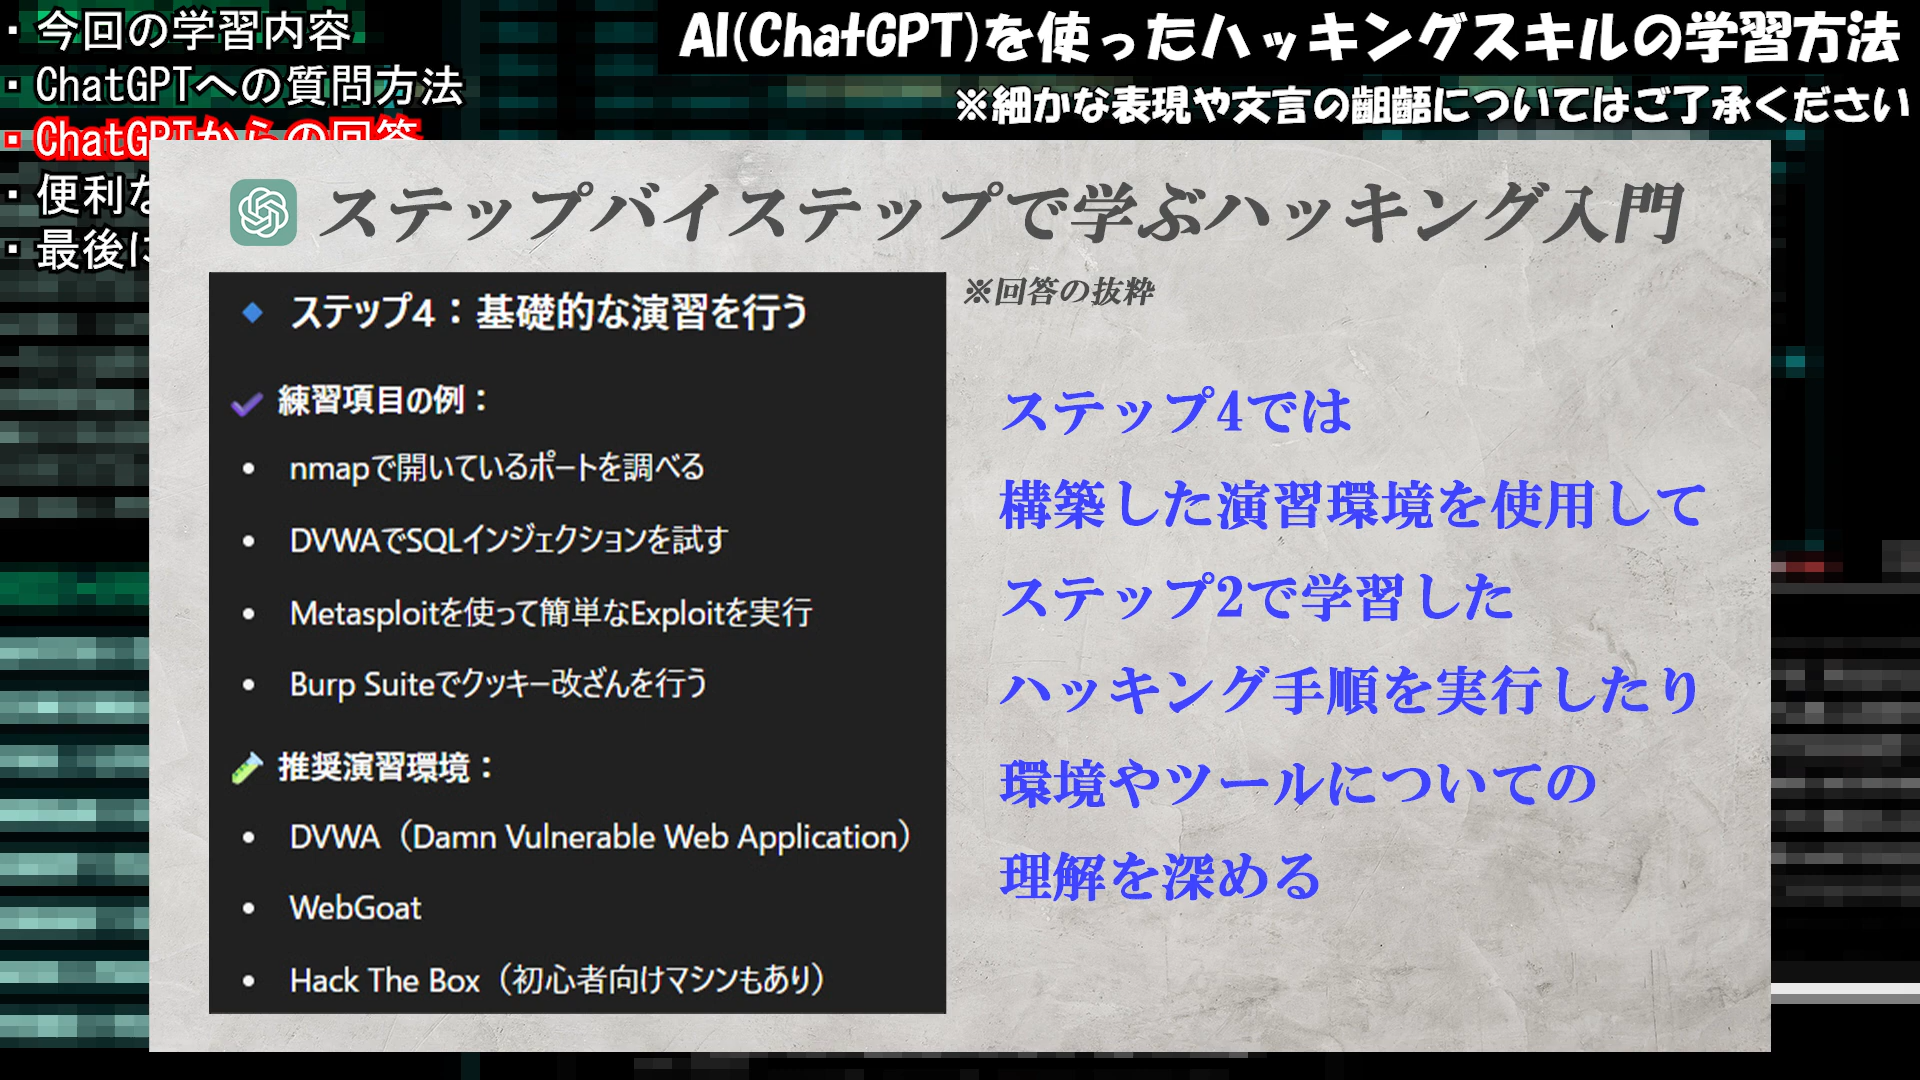 ・今回の学習内容
・ChatGPTへの質問方法
・ChatGPTからの回答
・便利な
・最後に
AI(ChatGPT)を使ったハッキングスキルの学習方法
※細かな表現や文言の齟齬についてはご了承ください
ステップバイステップで学ぶハッキング入門
※回答の抜粋
ステップ4：基礎的な演習を行う
練習項目の例：
• nmapで開いているポートを調べる
• DVWAでSQLインジェクションを試す
• Metasploitを使って簡単なExploitを実行
• Burp Suiteでクッキー改ざんを行う
推奨演習環境：
• DVWA（Damn Vulnerable Web Application）
• WebGoat
• Hack The Box（初心者向けマシンもあり）
ステップ4では
構築した演習環境を使用して
ステップ2で学習した
ハッキング手順を実行したり
環境やツールについての
理解を深める